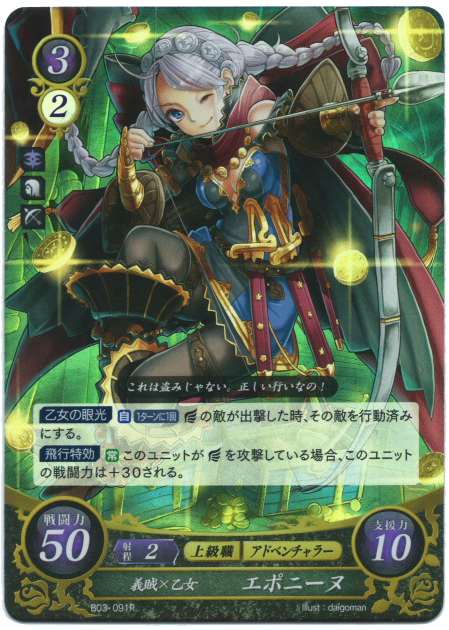 3
2
これは盗みじゃない。正しい行いなの!
乙女の眼光 自 1ターンに1回 の敵が出撃した時、その敵を行動済み
にする。
飛行特効 常 このユニットが を攻撃している場合、このユニット
の戦闘力は+30される。
戦闘力
50
射程 2 上級職 アドベンチャラー
支援力
10
義賊×乙女 エポニーヌ
B03-091R
Illust : daigoman